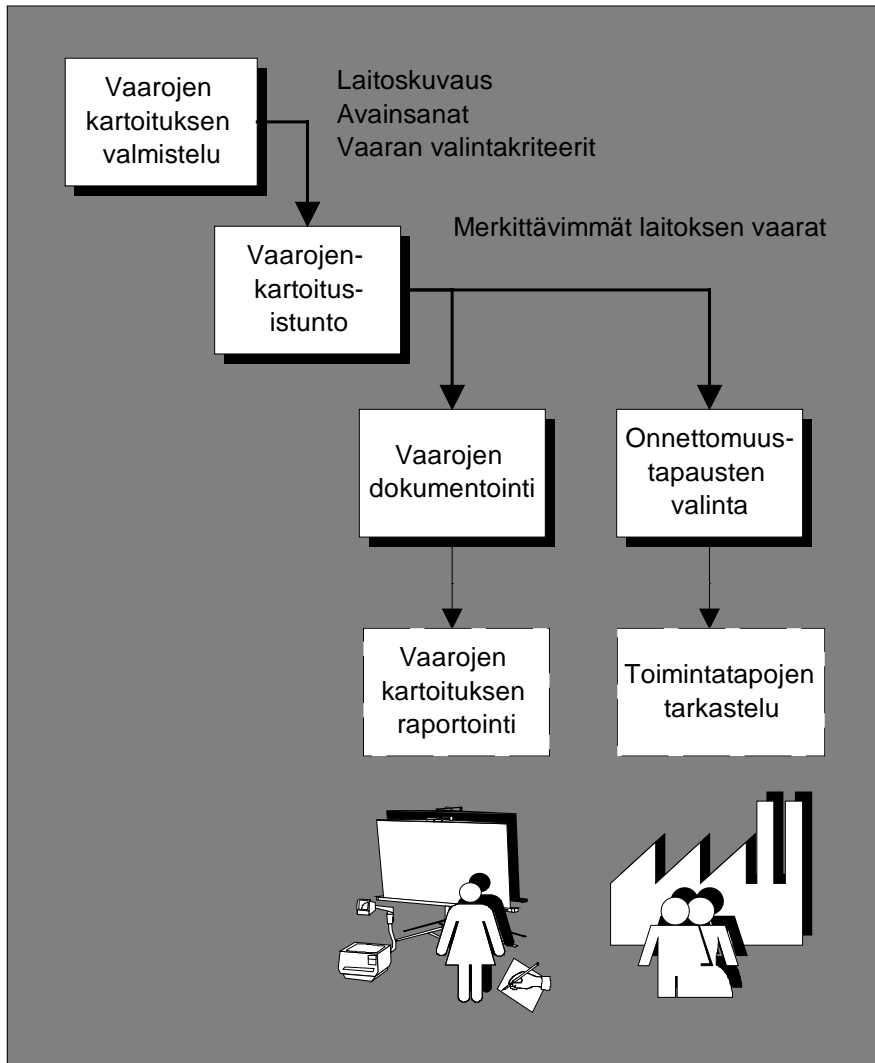 Vaarojen
kartoituksen
valmistelu
Laitoskuvaus
Avainsanat
Vaaran valintakriteerit
Vaarojen-
kartoitus-
istunto
Merkittävimmät laitoksen vaarat
Vaarojen
dokumentointi
Onnettomuus-
tapausten
valinta
Vaarojen
kartoituksen
raportointi
Toimintatapojen
tarkastelu